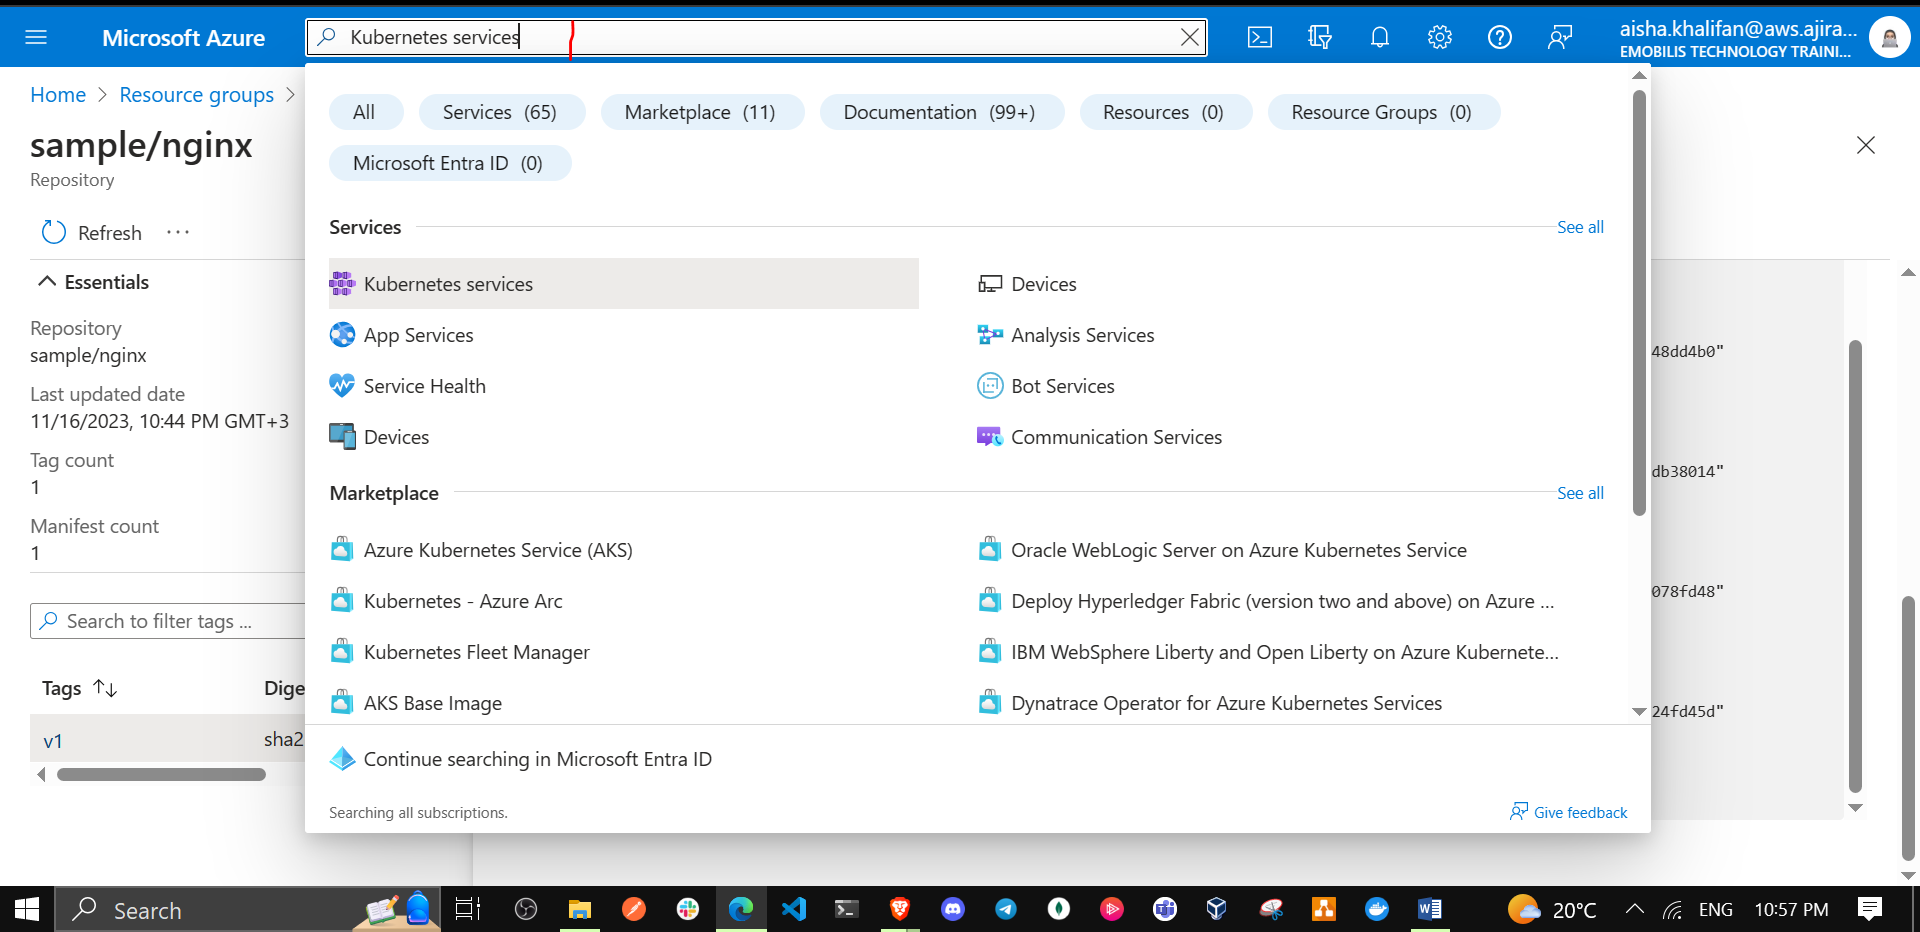 Microsoft Azure
Kubernetes services
aisha.khalifan@aws.ajira...
EMOBILIS TECHNOLOGY TRAINI...
Home > Resource groups >
sample/nginx
Repository
Refresh ...
Essentials
Repository
sample/nginx
Last updated date
11/16/2023, 10:44 PM GMT+3
Tag count
1
Manifest count
1
Search to filter tags ...
Tags
Dige
v1
sha2
All
Services (65)
Marketplace (11)
Documentation (99+)
Resources (0)
Resource Groups (0)
Microsoft Entra ID (0)
Services
See all
Kubernetes services
Devices
App Services
Analysis Services
Service Health
Bot Services
Devices
Communication Services
Marketplace
See all
Azure Kubernetes Service (AKS)
Oracle WebLogic Server on Azure Kubernetes Service
Kubernetes - Azure Arc
Deploy Hyperledger Fabric (version two and above) on Azure ...
Kubernetes Fleet Manager
IBM WebSphere Liberty and Open Liberty on Azure Kubernete...
AKS Base Image
Dynatrace Operator for Azure Kubernetes Services
Continue searching in Microsoft Entra ID
Searching all subscriptions.
Give feedback
48dd4b0"
db38014"
078fd48"
24fd45d"
Search
20°C
ENG
10:57 PM